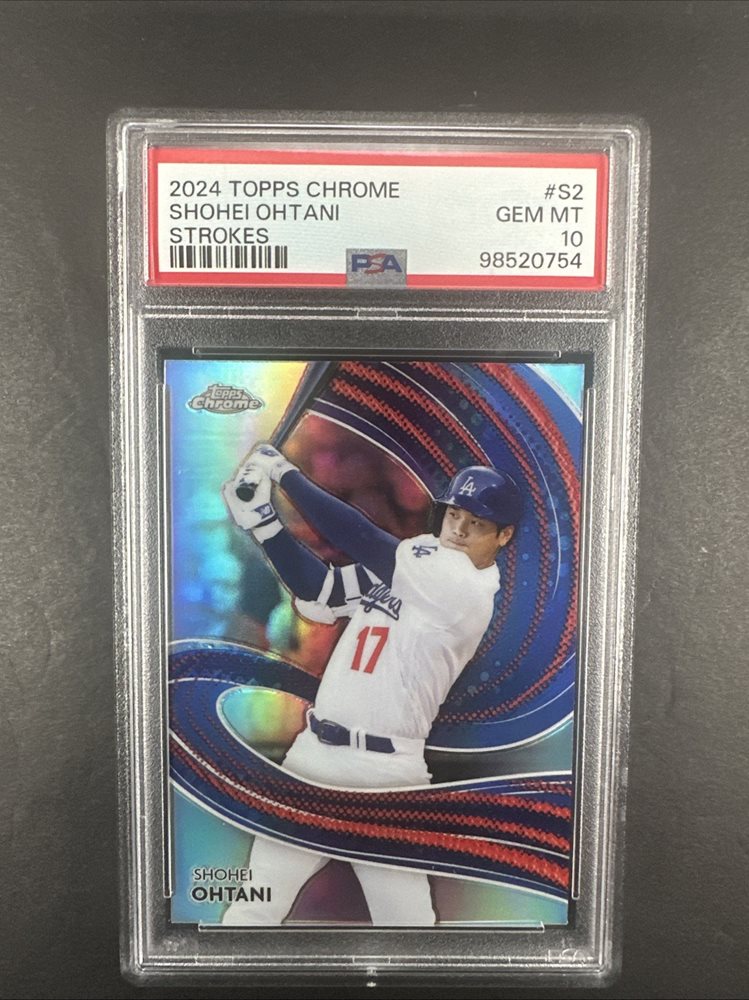 2024 TOPPS CHROME #S2
SHOHEI OHTANI GEM MT
STROKES 10
PSA 98520754
Topps
Chrome
LA
LA
Dodgers
17
SHOHEI
OHTANI